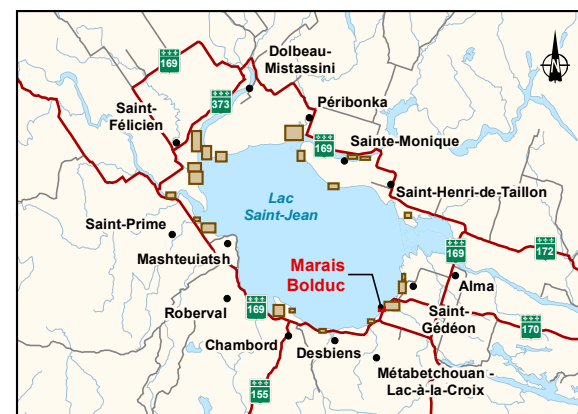 169
Dolbeau-
Mistassini
373
Péribonka
Saint-
Félicien
169
Sainte-Monique
Saint-Henri-de-Taillon
Lac
Saint-Jean
Saint-Prime
Mashteuiatsh
169
172
Marais
Bolduc
Alma
Roberval
169
Saint-
Gédéon
170
Chambord
Desbiens
Métabetchouan -
Lac-à-la-Croix
155
N